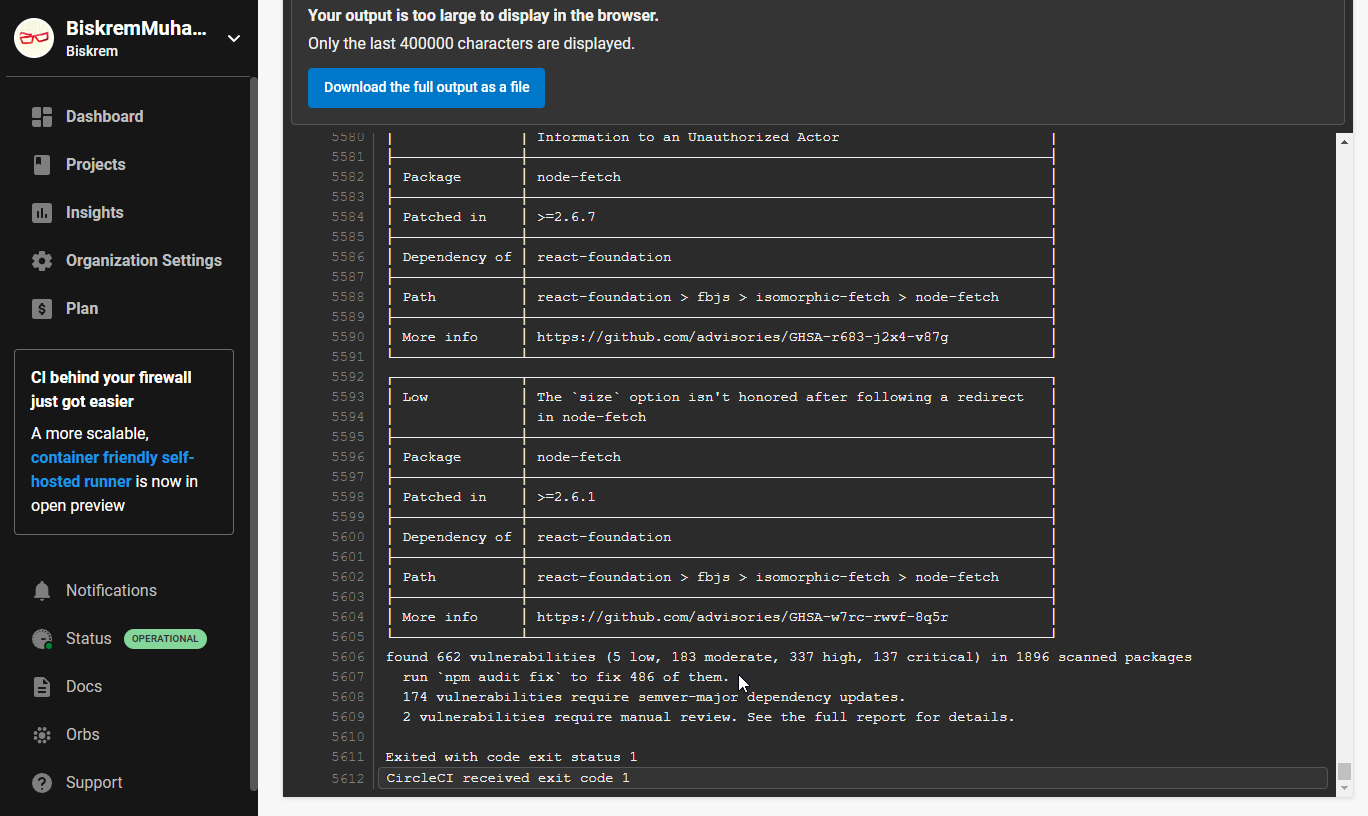 BiskremMuha...
Biskrem
Dashboard
Projects
Insights
Organization Settings
Plan
CI behind your firewall
just got easier
A more scalable,
container friendly self-
hosted runner is now in
open preview
Notifications
Status OPERATIONAL
Docs
Orbs
Support
Your output is too large to display in the browser.
Only the last 400000 characters are displayed.
Download the full output as a file
5580 Information to an Unauthorized Actor
5581
5582 Package node-fetch
5583
5584 Patched in >=2.6.7
5585
5586 Dependency of react-foundation
5587
5588 Path react-foundation > fbjs > isomorphic-fetch > node-fetch
5589
5590 More info https://github.com/advisories/GHSA-r683-j2x4-v87g
5591
5592
5593 Low The `size` option isn't honored after following a redirect
5594 in node-fetch
5595
5596 Package node-fetch
5597
5598 Patched in >=2.6.1
5599
5600 Dependency of react-foundation
5601
5602 Path react-foundation > fbjs > isomorphic-fetch > node-fetch
5603
5604 More info https://github.com/advisories/GHSA-w7rc-rwvf-8q5r
5605
5606 found 662 vulnerabilities (5 low, 183 moderate, 337 high, 137 critical) in 1896 scanned packages
5607 run `npm audit fix` to fix 486 of them.
5608 174 vulnerabilities require semver-major dependency updates.
5609 2 vulnerabilities require manual review. See the full report for details.
5610
5611 Exited with code exit status 1
5612 CircleCI received exit code 1